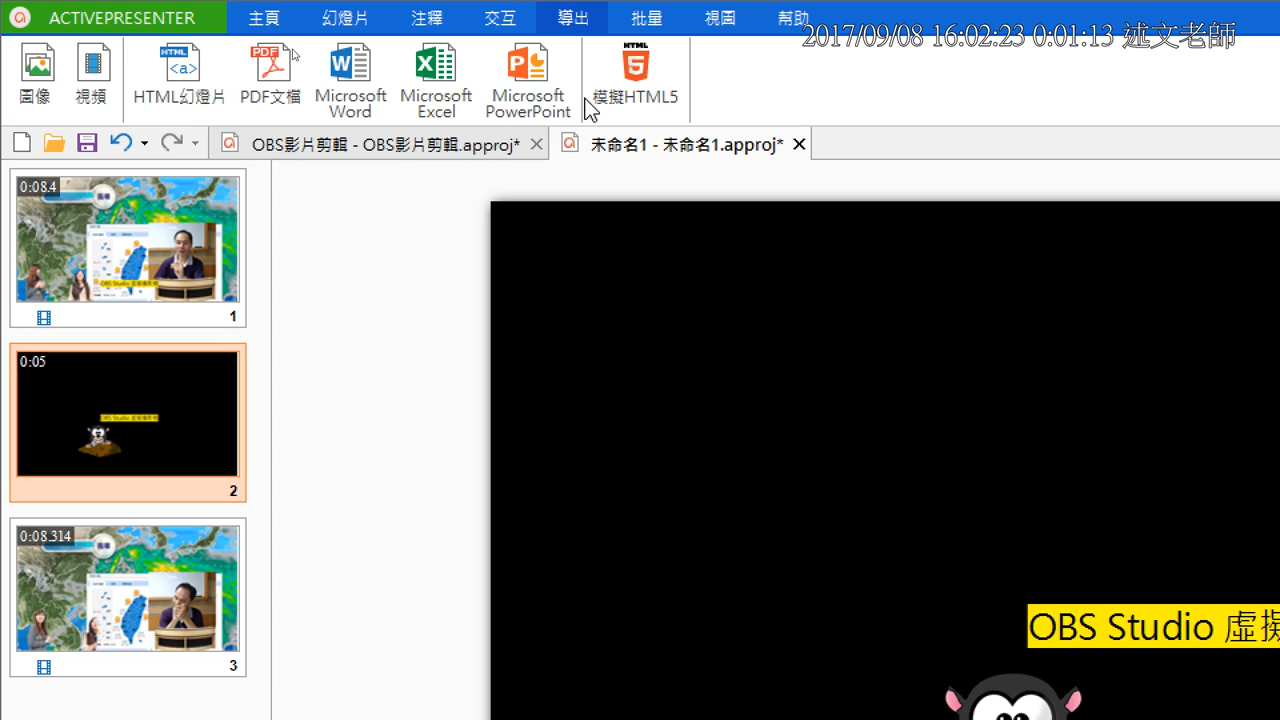 ACTIVEPRESENTER
主頁 幻燈片 注釋 交互 導出 批量 視圖 幫助
2017/09/08 16:02:23 0:01:13 述文老師
圖像 視頻 HTML幻燈片 PDF文檔 Microsoft Word Microsoft Excel Microsoft PowerPoint 模擬HTML5
OBS影片剪輯 - OBS影片剪輯.approj* 未命名1 - 未命名1.approj*
0:08.4
1
0:05
2
0:08.314
3
OBS Studio 虛擬